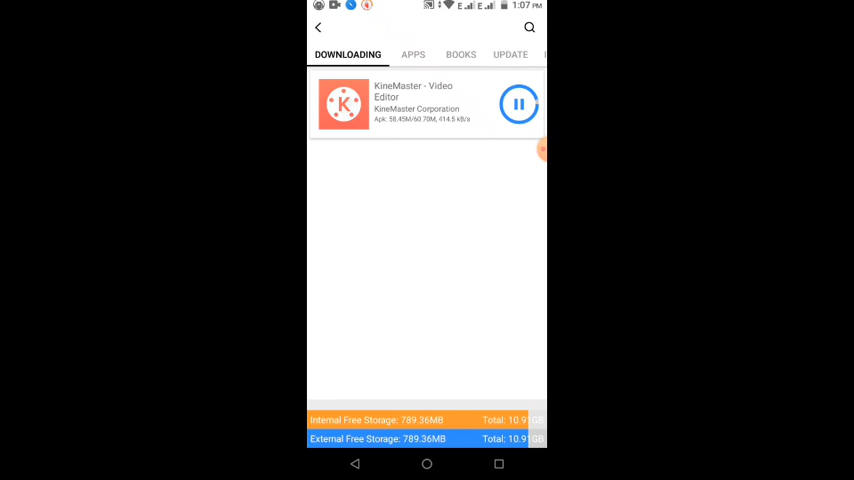 E E 1:07 PM
DOWNLOADING APPS BOOKS UPDATE
KineMaster - Video
Editor
KineMaster Corporation
Apk: 58.45M/60.70M, 414.5 kB/s
K
Internal Free Storage: 789.36MB Total: 10.91GB
External Free Storage: 789.36MB Total: 10.91GB